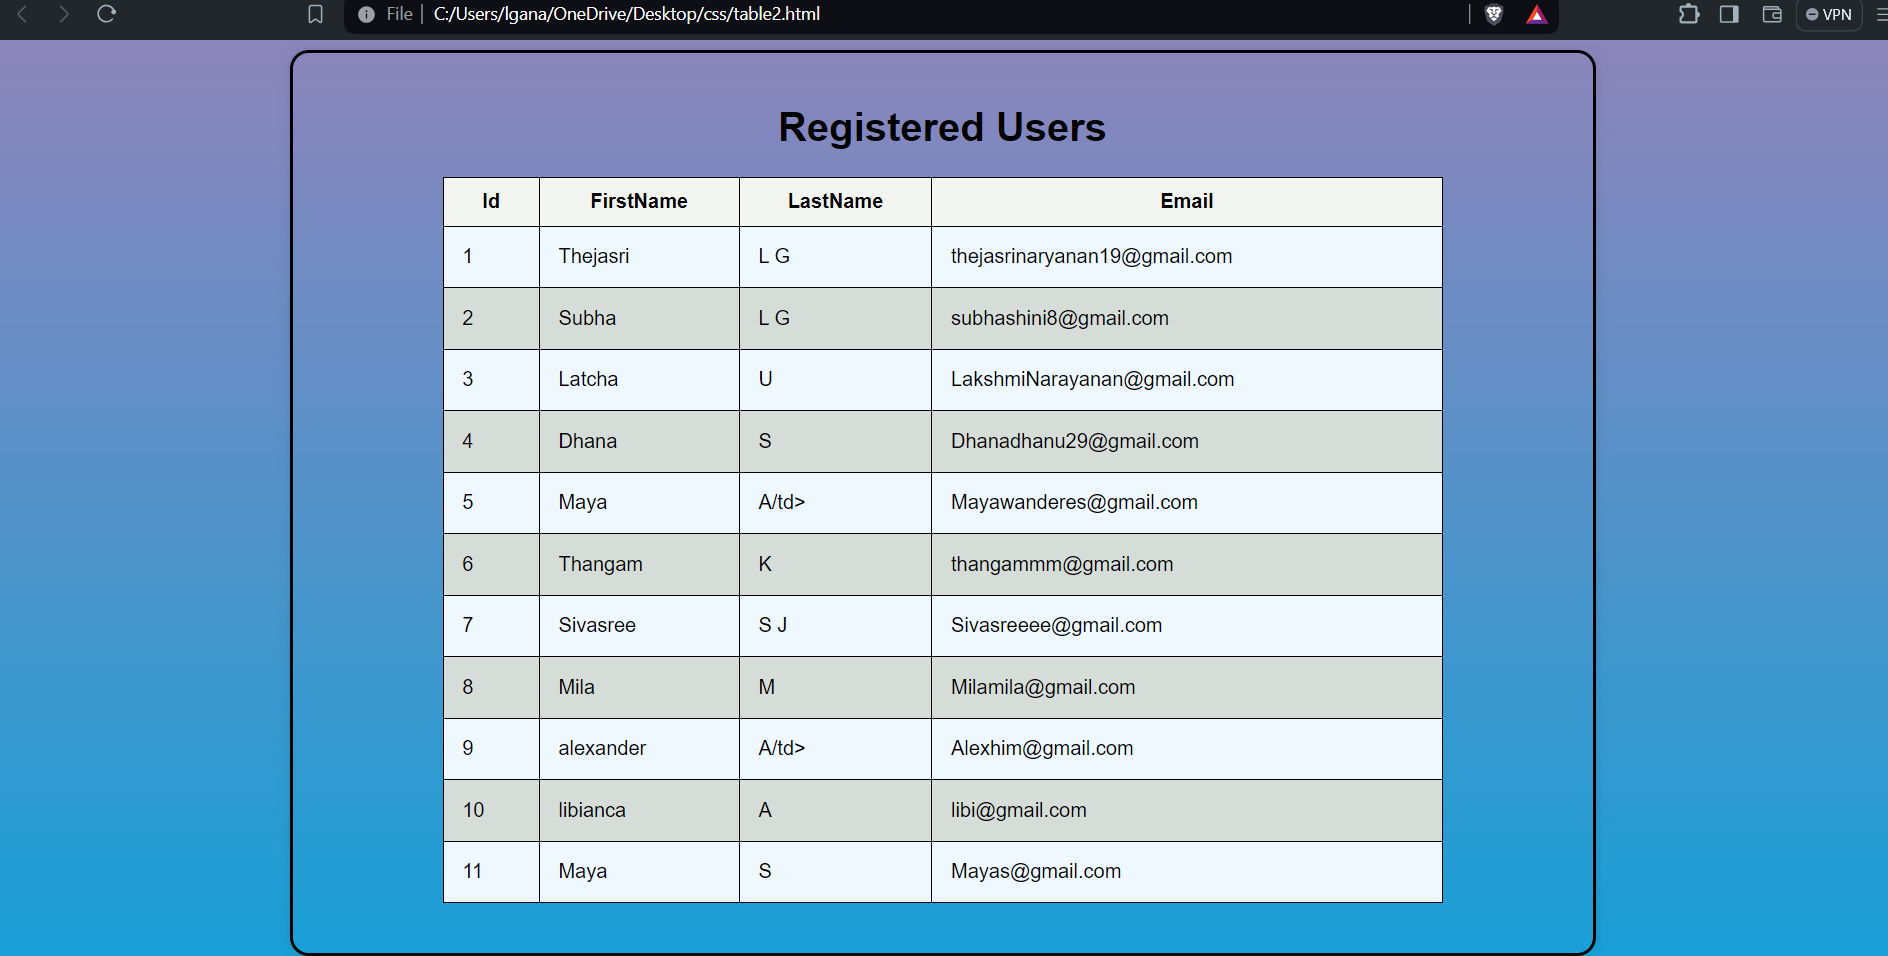 File C:/Users/lgana/OneDrive/Desktop/css/table2.html VPN
Registered Users
Id FirstName LastName Email
1 Thejasri L G thejasrinaryanan19@gmail.com
2 Subha L G subhashini8@gmail.com
3 Latcha U LakshmiNarayanan@gmail.com
4 Dhana S Dhanadhanu29@gmail.com
5 Maya A/td> Mayawanderes@gmail.com
6 Thangam K thangammm@gmail.com
7 Sivasree S J Sivasreeee@gmail.com
8 Mila M Milamila@gmail.com
9 alexander A/td> Alexhim@gmail.com
10 libianca A libi@gmail.com
11 Maya S Mayas@gmail.com